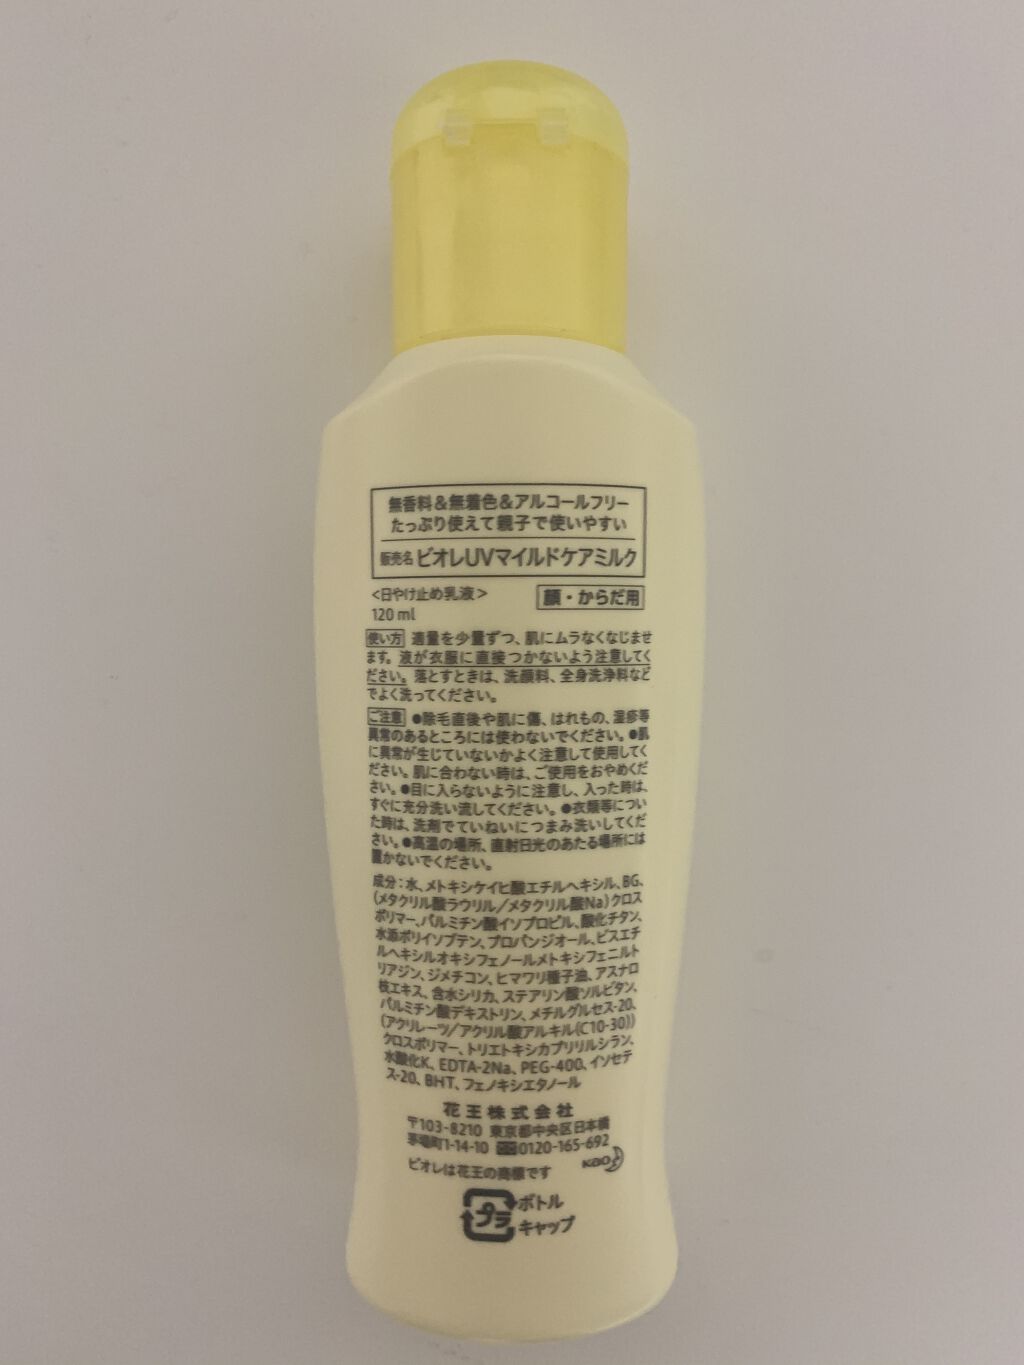 無香料&無着色&アルコールフリー
たっぷり使えて親子で使いやすい
販売名 ビオレUVマイルドケアミルク
<日やけ止め乳液> 顔・からだ用
120 ml
使い方 適量を少量ずつ、肌にムラなくなじませ
ます。液が衣服に直接つかないよう注意してく
ださい。落とすときは、洗顔料、全身洗浄料など
でよく洗ってください。
ご注意 ●除毛直後や肌に傷、はれもの、湿疹等
異常のあるところには使わないでください。●肌
に異常が生じていないかよく注意して使用してく
ださい。肌に合わない時は、ご使用をおやめくだ
さい。●目に入らないように注意し、入った時は、
すぐに充分洗い流してください。●衣類等につい
た時は、洗剤でていねいにつまみ洗いしてくだ
さい。●高温の場所、直射日光のあたる場所には
置かないでください。
成分:水、メトキシケイヒ酸エチルヘキシル、BG、
(メタクリル酸ラウリル/メタクリル酸Na)クロス
ポリマー、パルミチン酸イソプロピル、酸化チタン、
水添ポリイソブテン、プロパンジオール、ビスエチ
ルヘキシルオキシフェノールメトキシフェニルト
リアジン、ジメチコン、ヒマワリ種子油、アスナロ
枝エキス、含水シリカ、ステアリン酸ソルビタン、
パルミチン酸デキストリン、メチルグルセス-20、
(アクリレーツ/アクリル酸アルキル(C10-30))
クロスポリマー、トリエトキシカプリリルシラン、
水酸化K、EDTA-2Na、PEG-400、イソセテ
ス-20、BHT、フェノキシエタノール
花王株式会社
〒103-8210 東京都中央区日本橋
茅場町1-14-10 0120-165-692
ビオレは花王の商標です Kao
プラ ボトル
キャップ